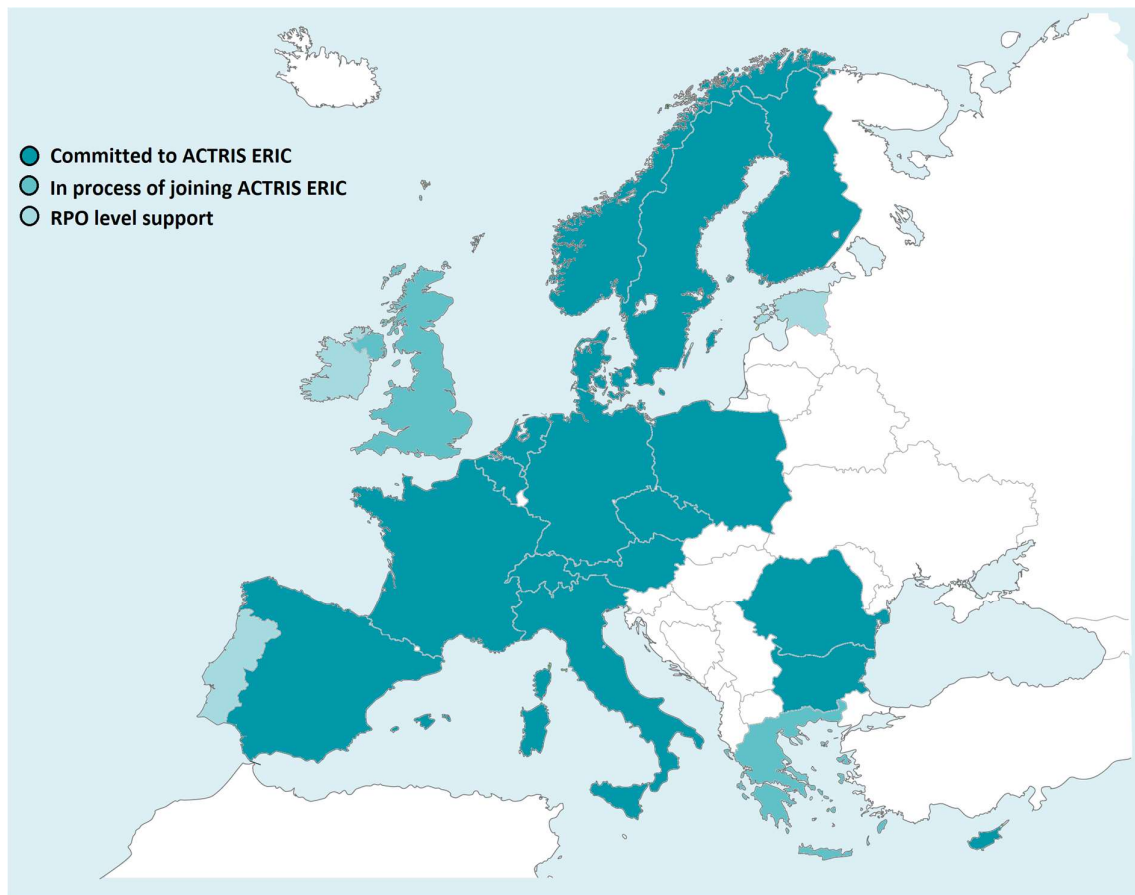 Committed to ACTRIS ERIC
In process of joining ACTRIS ERIC
RPO level support